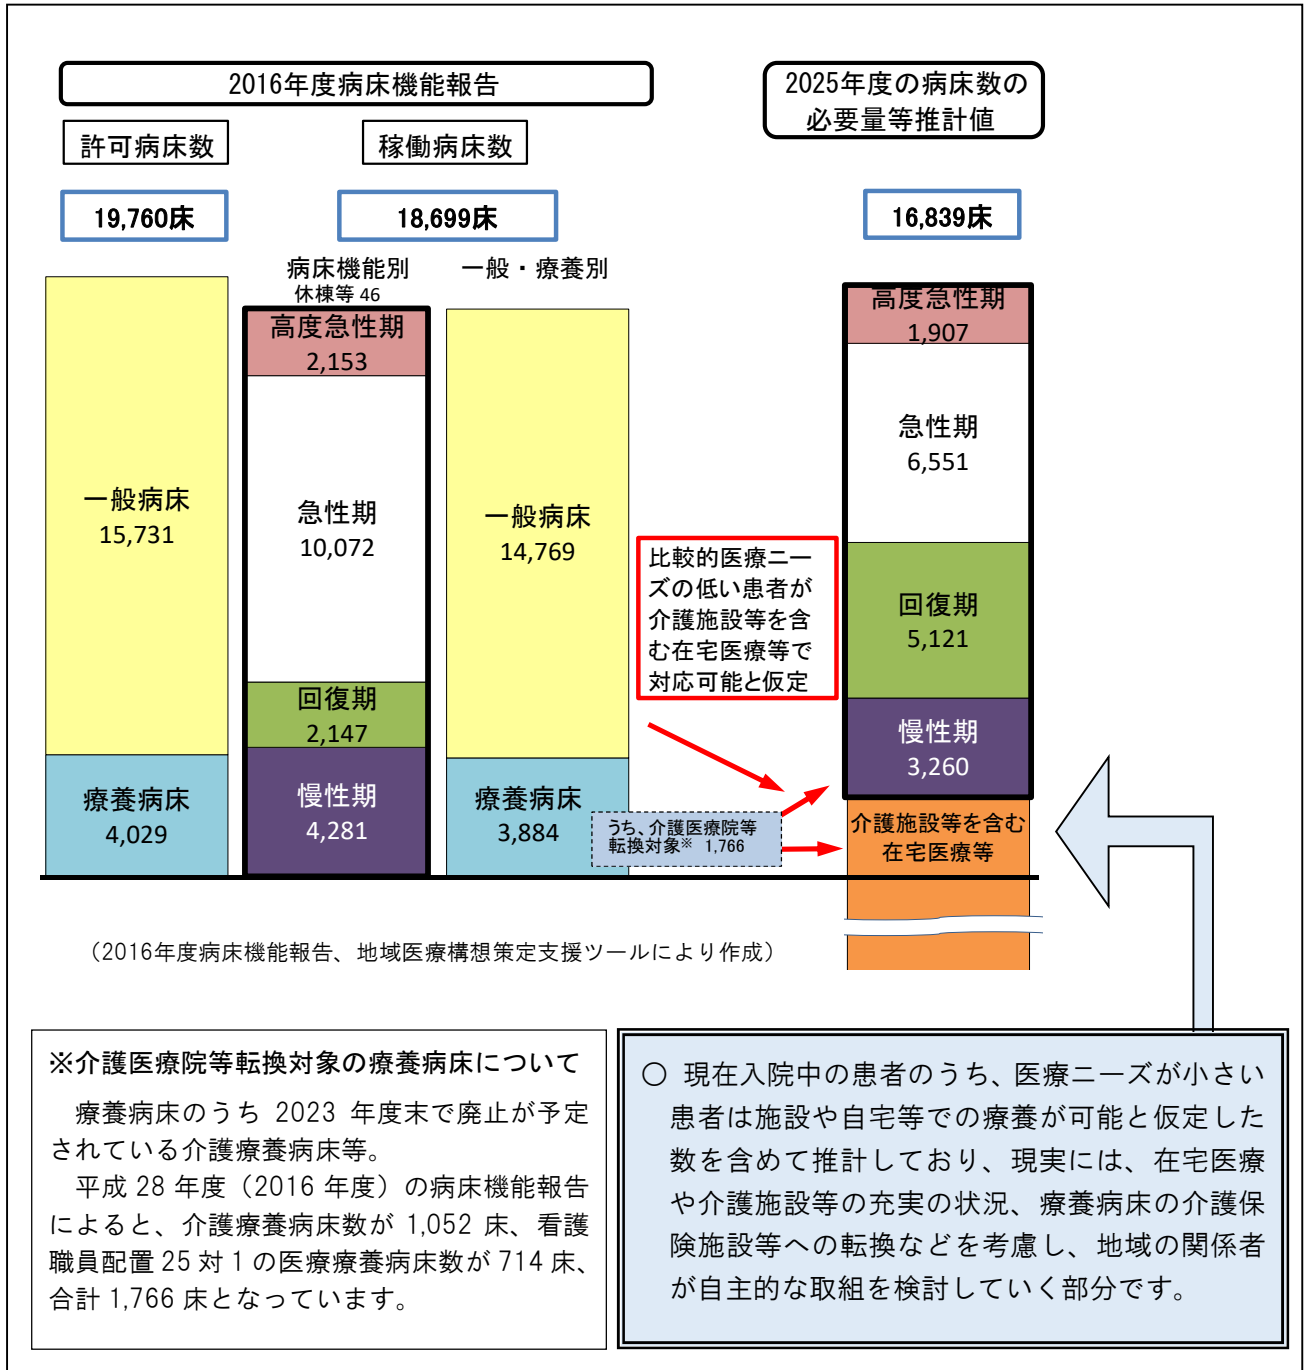 2016年度病床機能報告
2025年度の病床数の
必要量等推計値
許可病床数
稼働病床数
19,760床
18,699床
16,839床
病床機能別
休棟等 46
一般・療養別
一般病床
15,731
療養病床
4,029
高度急性期
2,153
急性期
10,072
回復期
2,147
慢性期
4,281
一般病床
14,769
療養病床
3,884
比較的医療ニー
ズの低い患者が
介護施設等を含
む在宅医療等で
対応可能と仮定
うち、介護医療院等
転換対象※ 1,766
高度急性期
1,907
急性期
6,551
回復期
5,121
慢性期
3,260
介護施設等を含む
在宅医療等
（2016年度病床機能報告、地域医療構想策定支援ツールにより作成）
※介護医療院等転換対象の療養病床について
療養病床のうち 2023 年度末で廃止が予定
されている介護療養病床等。
平成 28 年度（2016 年度）の病床機能報告
によると、介護療養病床数が 1,052 床、看護
職員配置 25 対 1 の医療療養病床数が 714 床、
合計 1,766 床となっています。
○ 現在入院中の患者のうち、医療ニーズが小さい
患者は施設や自宅等での療養が可能と仮定した
数を含めて推計しており、現実には、在宅医療
や介護施設等の充実の状況、療養病床の介護保
険施設等への転換などを考慮し、地域の関係者
が自主的な取組を検討していく部分です。